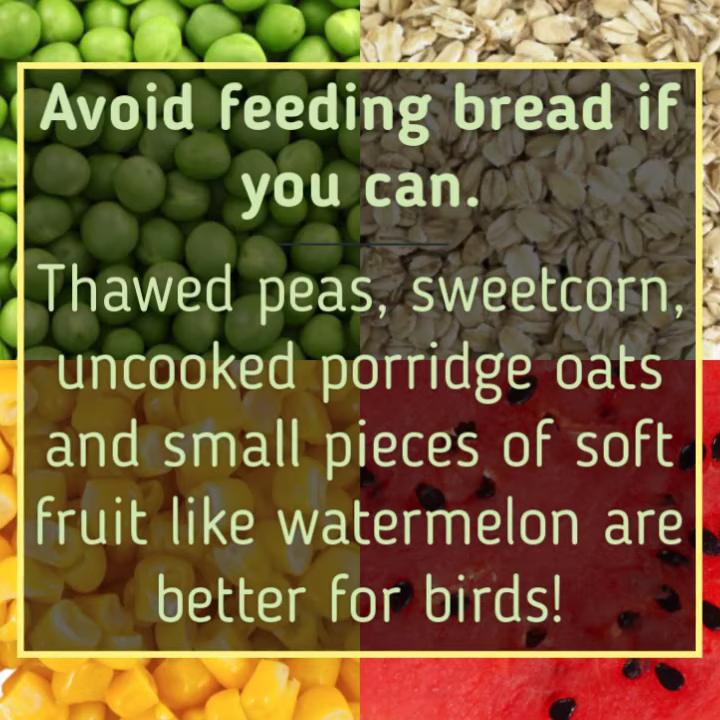 Avoid feeding bread if
you can.
Thawed peas, sweetcorn,
uncooked porridge oats
and small pieces of soft
fruit like watermelon are
better for birds!